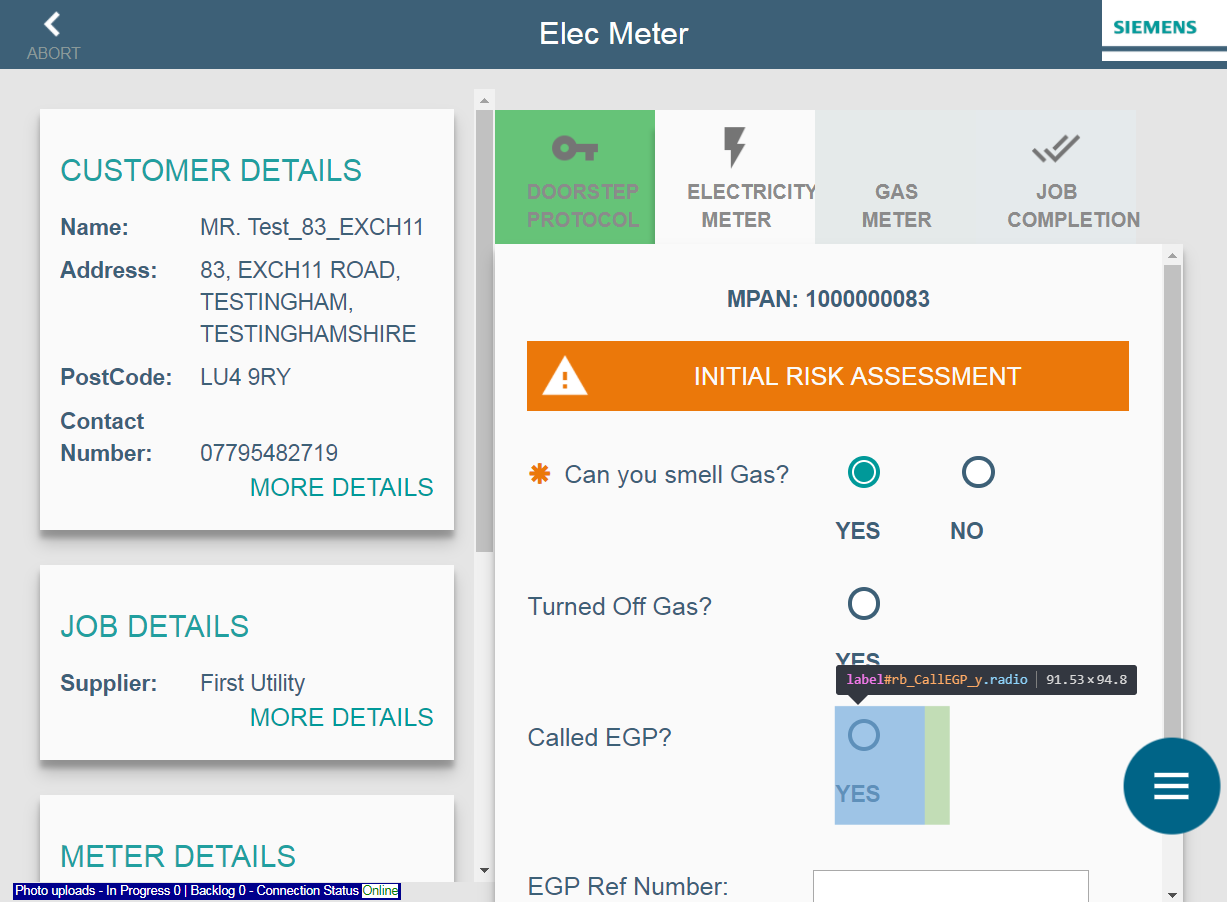 ABORT
Elec Meter
SIEMENS
CUSTOMER DETAILS
Name: MR. Test_83_EXCH11
Address: 83, EXCH11 ROAD,
TESTINGHAM,
TESTINGHAMSHIRE
PostCode: LU4 9RY
Contact
Number: 07795482719
MORE DETAILS
JOB DETAILS
Supplier: First Utility
MORE DETAILS
METER DETAILS
Photo uploads - In Progress 0 | Backlog 0 - Connection Status Online
DOORSTEP
PROTOCOL
ELECTRICITY
METER
GAS
METER
JOB
COMPLETION
MPAN: 1000000083
INITIAL RISK ASSESSMENT
Can you smell Gas?
YES NO
Turned Off Gas?
YES
label#rb_CallEGP_y.radio 91.53×94.8
Called EGP?
YES
EGP Ref Number: